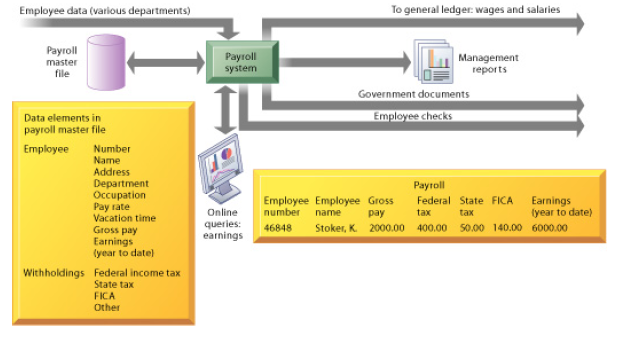 Employee data (various departments)
To general ledger: wages and salaries
Payroll
master
file
Payroll
system
Management
reports
Government documents
Employee checks
Data elements in
payroll master file
Employee Number
Name
Address
Department
Occupation
Pay rate
Vacation time
Gross pay
Earnings
(year to date)
Withholdings Federal income tax
State tax
FICA
Other
Online
queries:
earnings
Payroll
Employee Employee Gross Federal State FICA Earnings
number name pay tax tax (year to date)
46848 Stoker, K. 2000.00 400.00 50.00 140.00 6000.00